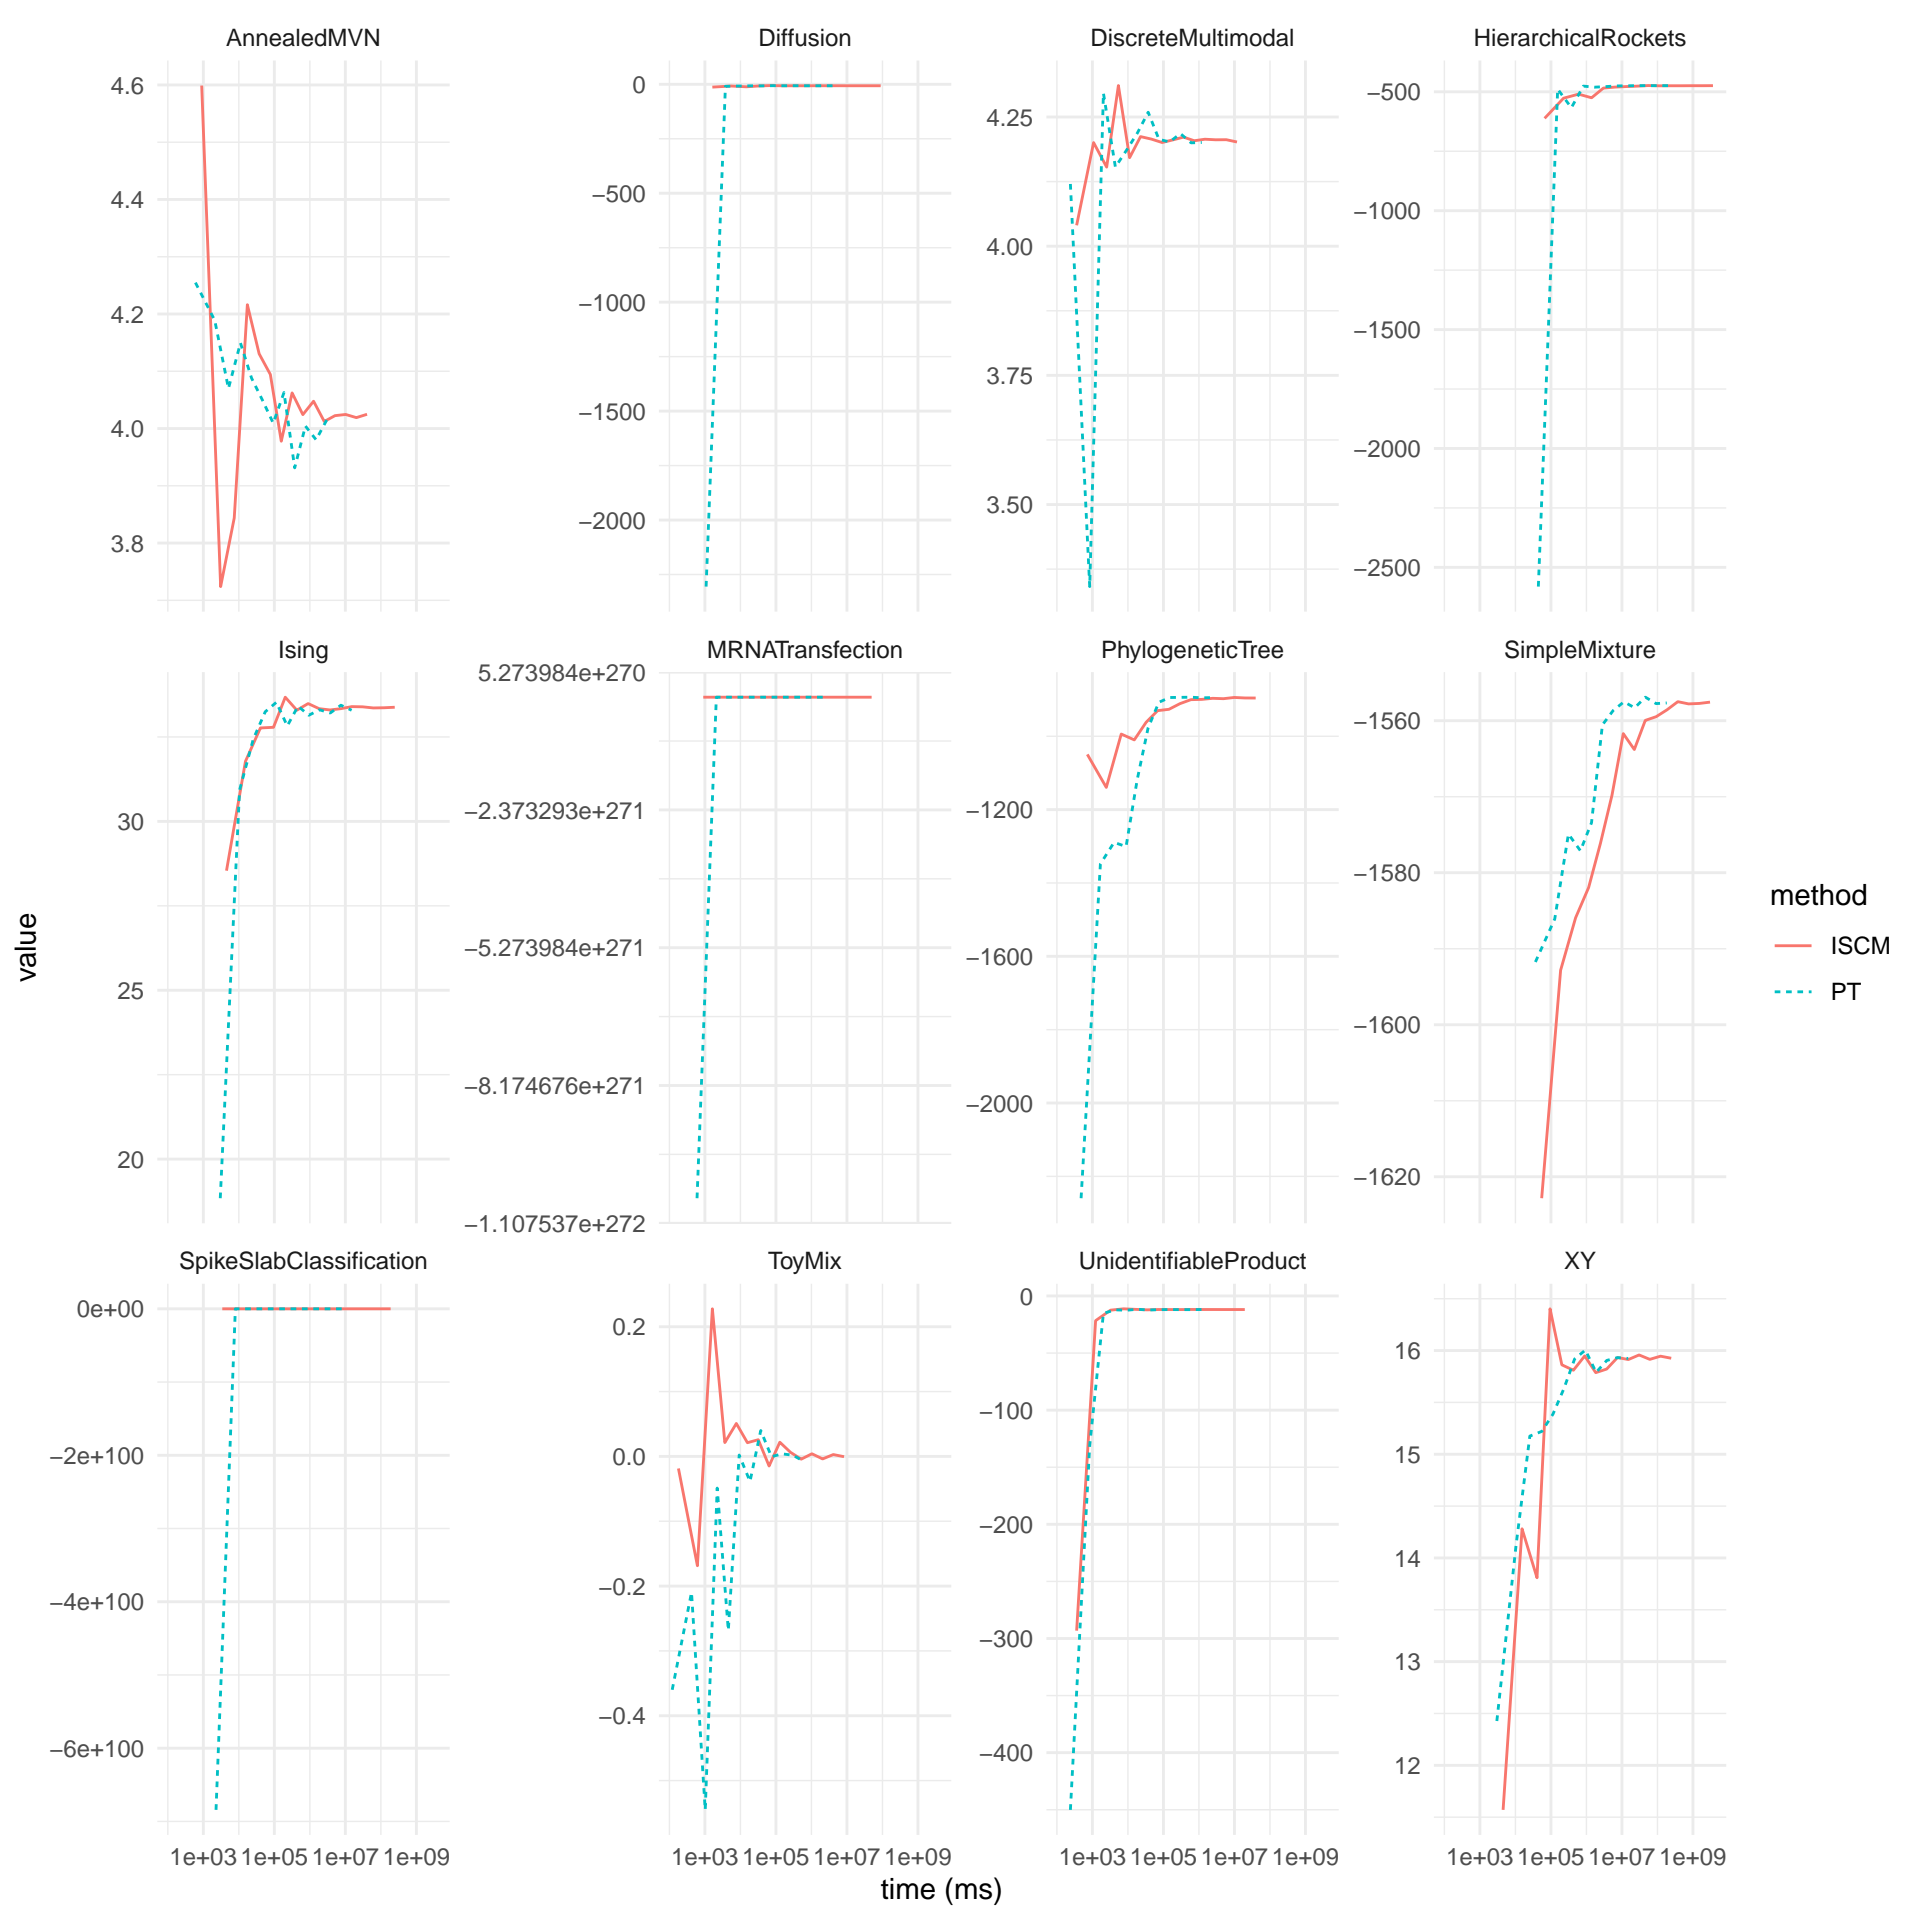 AnnealedMVN
Diffusion
DiscreteMultimodal
HierarchicalRockets
4.6
4.4
4.2
4.0
3.8
0
−500
−1000
−1500
−2000
4.25
4.00
3.75
3.50
−500
−1000
−1500
−2000
−2500
Ising
MRNATransfection
PhylogeneticTree
SimpleMixture
30
25
20
5.273984e+270
−2.373293e+271
−5.273984e+271
−8.174676e+271
−1.107537e+272
−1200
−1600
−2000
−1560
−1580
−1600
−1620
SpikeSlabClassification
ToyMix
UnidentifiableProduct
XY
0e+00
−2e+100
−4e+100
−6e+100
0.2
0.0
−0.2
−0.4
0
−100
−200
−300
−400
16
15
14
13
12
1e+03 1e+05 1e+07 1e+09
1e+03 1e+05 1e+07 1e+09
1e+03 1e+05 1e+07 1e+09
1e+03 1e+05 1e+07 1e+09
time (ms)
value
method
ISCM
PT